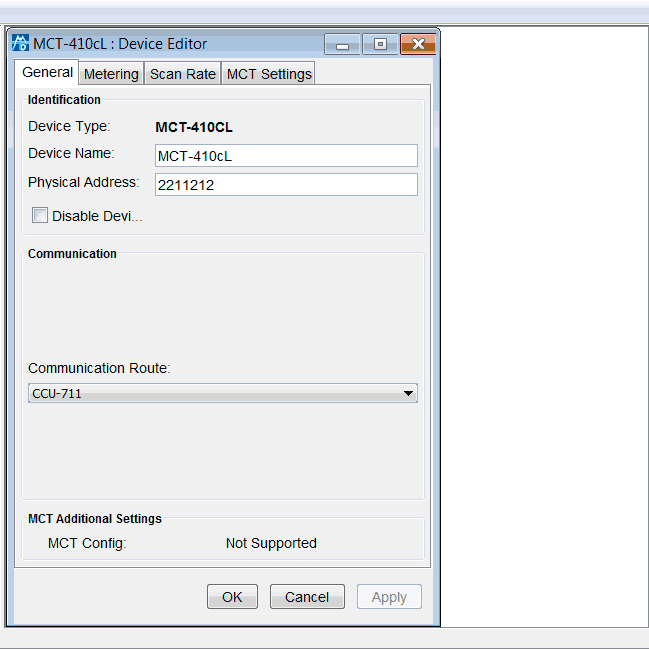 MCT-410cL : Device Editor
General Metering Scan Rate MCT Settings
Identification
Device Type: MCT-410CL
Device Name: MCT-410cL
Physical Address: 2211212
Disable Devi...
Communication
Communication Route:
CCU-711
MCT Additional Settings
MCT Config: Not Supported
OK Cancel Apply